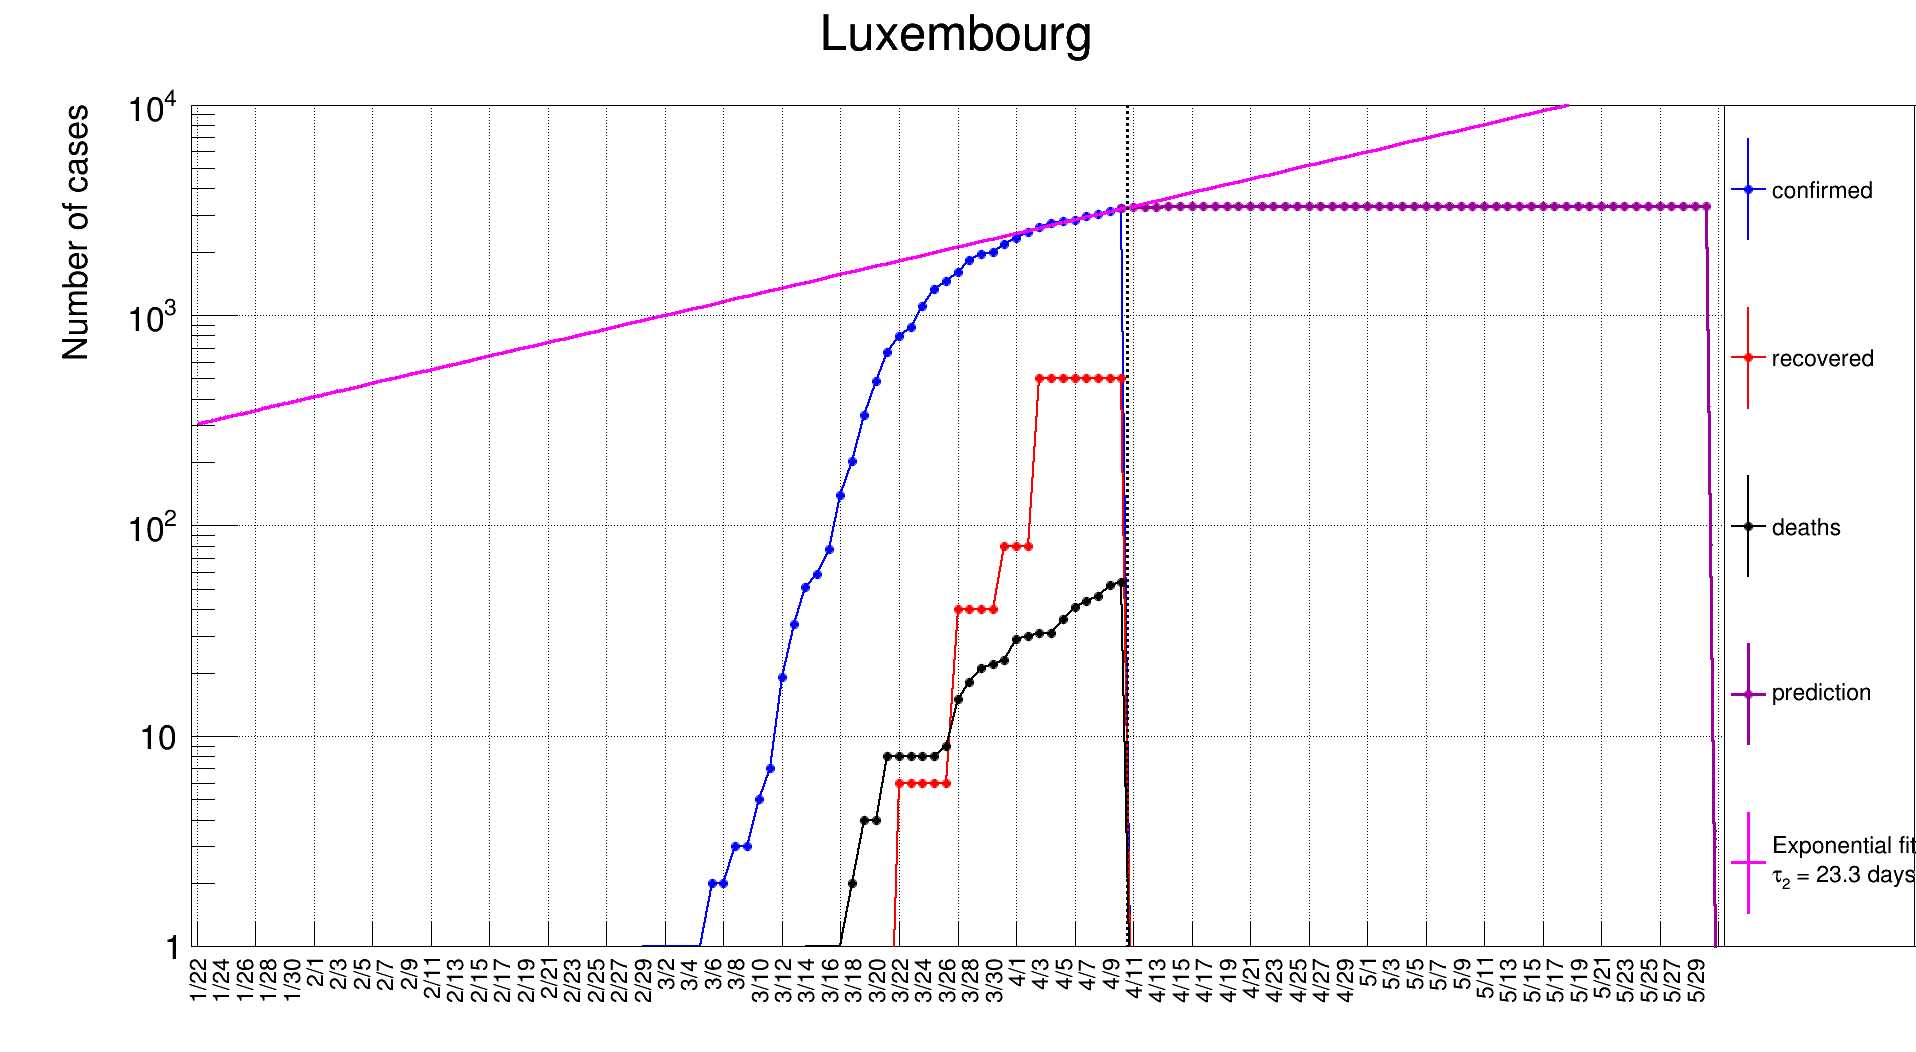 Luxembourg
Number of cases
10⁴
10³
10²
10
1
1/22 1/24 1/26 1/28 1/30 2/1 2/3 2/5 2/7 2/9 2/11 2/13 2/15 2/17 2/19 2/21 2/23 2/25 2/27 2/29 3/2 3/4 3/6 3/8 3/10 3/12 3/14 3/16 3/18 3/20 3/22 3/24 3/26 3/28 3/30 4/1 4/3 4/5 4/7 4/9 4/11 4/13 4/15 4/17 4/19 4/21 4/23 4/25 4/27 4/29 5/1 5/3 5/5 5/7 5/9 5/11 5/13 5/15 5/17 5/19 5/21 5/23 5/25 5/27 5/29
confirmed
recovered
deaths
prediction
Exponential fit
τ₂ = 23.3 days